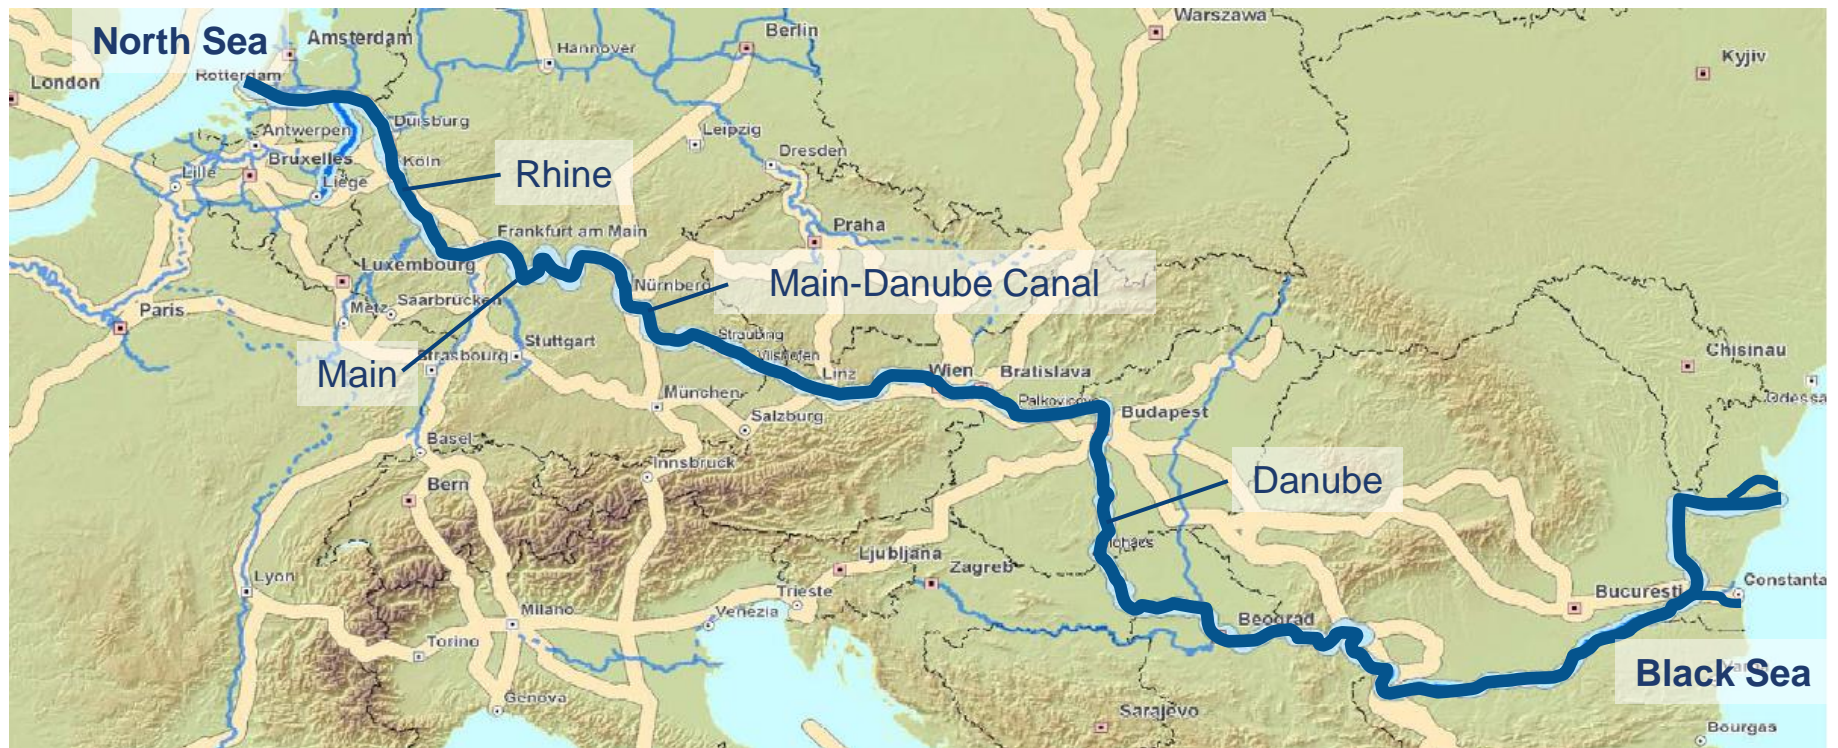 North Sea
Amsterdam
Hannover
Berlin
Warszawa
Kyjiv
London
Rotterdam
Duisburg
Leipzig
Antwerpen
Bruxelles
Köln
Dresden
Lille
Liège
Rhine
Frankfurt am Main
Praha
Luxembourg
Main-Danube Canal
Nürnberg
Paris
Metz
Saarbrücken
Straubing
Stuttgart
Strasbourg
Vilshofen
Chisinau
Main
Linz
Wien
Bratislava
München
Odessa
Salzburg
Budapest
Basel
Innsbruck
Bern
Danube
Ljubljana
Zagreb
Lyon
Trieste
Bucuresti
Constanta
Milano
Venezia
Beograd
Torino
Black Sea
Genova
Sarajevo
Bourgas